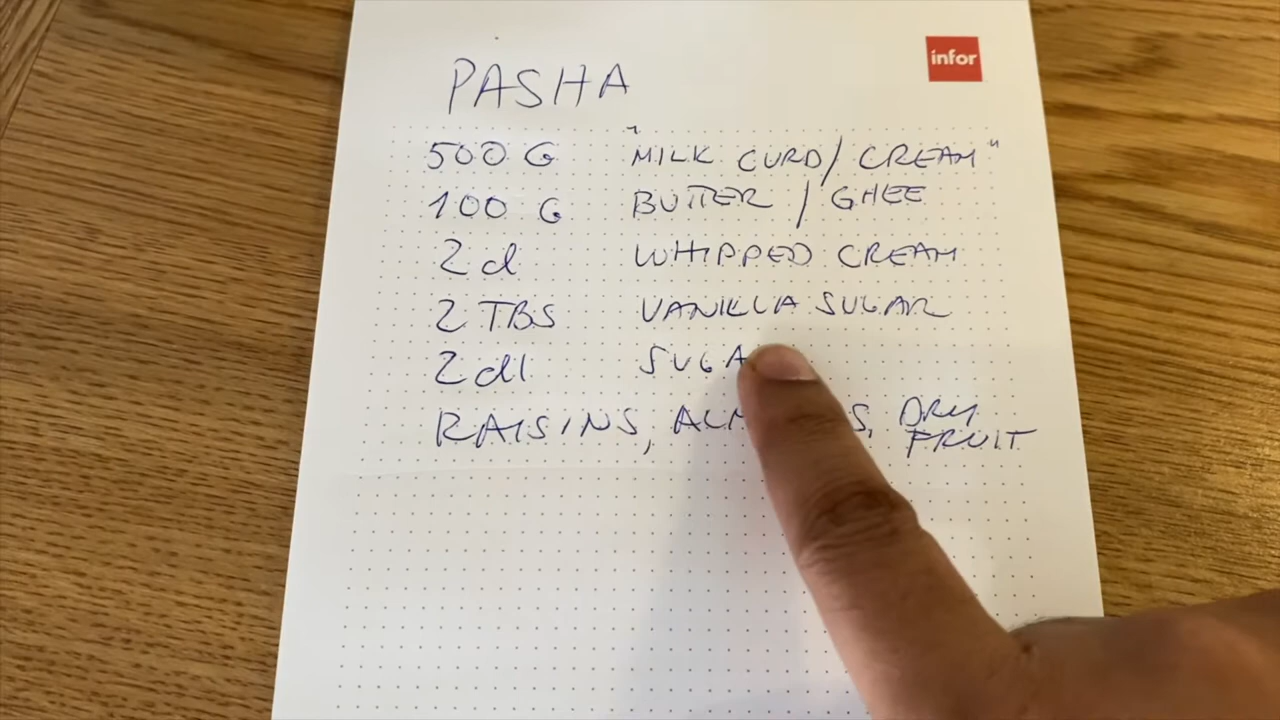 infor
PASHA
500 G "MILK CURD/CREAM"
100 G BUTTER / GHEE
2 d WHIPPED CREAM
2 TBS VANILLA SUGAR
2 dl
RAISINS, DRY
FRUIT